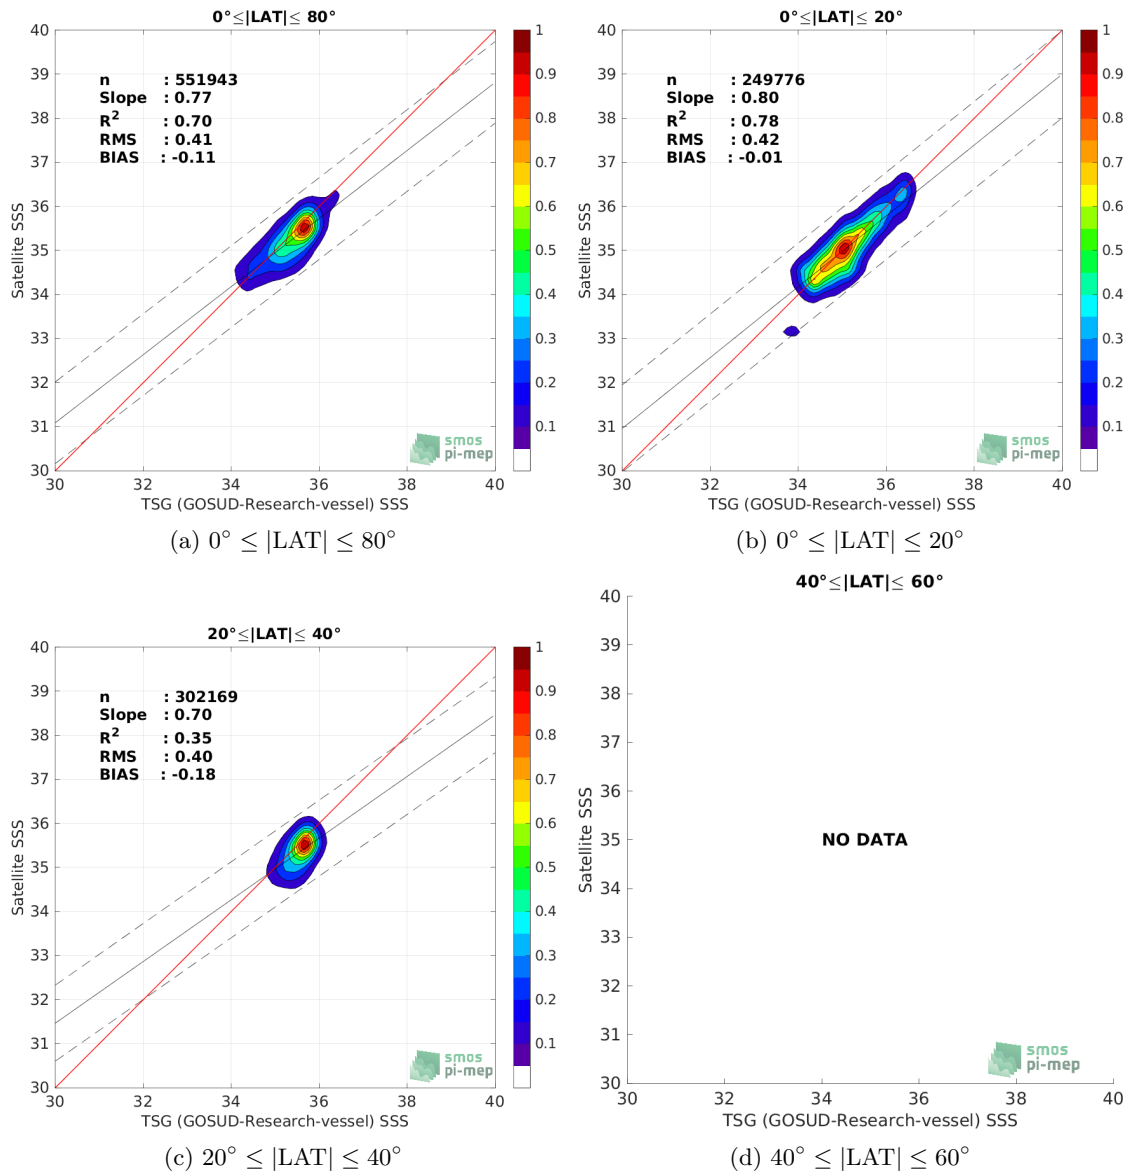 0°≤|LAT|≤ 80°
n : 551943
Slope : 0.77
R² : 0.70
RMS : 0.41
BIAS : -0.11
40
39
38
37
36
35
34
33
32
31
30
30 32 34 36 38 40
Satellite SSS
TSG (GOSUD-Research-vessel) SSS
1
0.9
0.8
0.7
0.6
0.5
0.4
0.3
0.2
0.1
smos
pi-mep
(a) 0° ≤ |LAT| ≤ 80°
0°≤|LAT|≤ 20°
n : 249776
Slope : 0.80
R² : 0.78
RMS : 0.42
BIAS : -0.01
40
39
38
37
36
35
34
33
32
31
30
30 32 34 36 38 40
Satellite SSS
TSG (GOSUD-Research-vessel) SSS
1
0.9
0.8
0.7
0.6
0.5
0.4
0.3
0.2
0.1
smos
pi-mep
(b) 0° ≤ |LAT| ≤ 20°
20°≤|LAT|≤ 40°
n : 302169
Slope : 0.70
R² : 0.35
RMS : 0.40
BIAS : -0.18
40
39
38
37
36
35
34
33
32
31
30
30 32 34 36 38 40
Satellite SSS
TSG (GOSUD-Research-vessel) SSS
1
0.9
0.8
0.7
0.6
0.5
0.4
0.3
0.2
0.1
smos
pi-mep
(c) 20° ≤ |LAT| ≤ 40°
40°≤|LAT|≤ 60°
40
39
38
37
36
35
34
33
32
31
30
30 32 34 36 38 40
Satellite SSS
NO DATA
TSG (GOSUD-Research-vessel) SSS
smos
pi-mep
(d) 40° ≤ |LAT| ≤ 60°